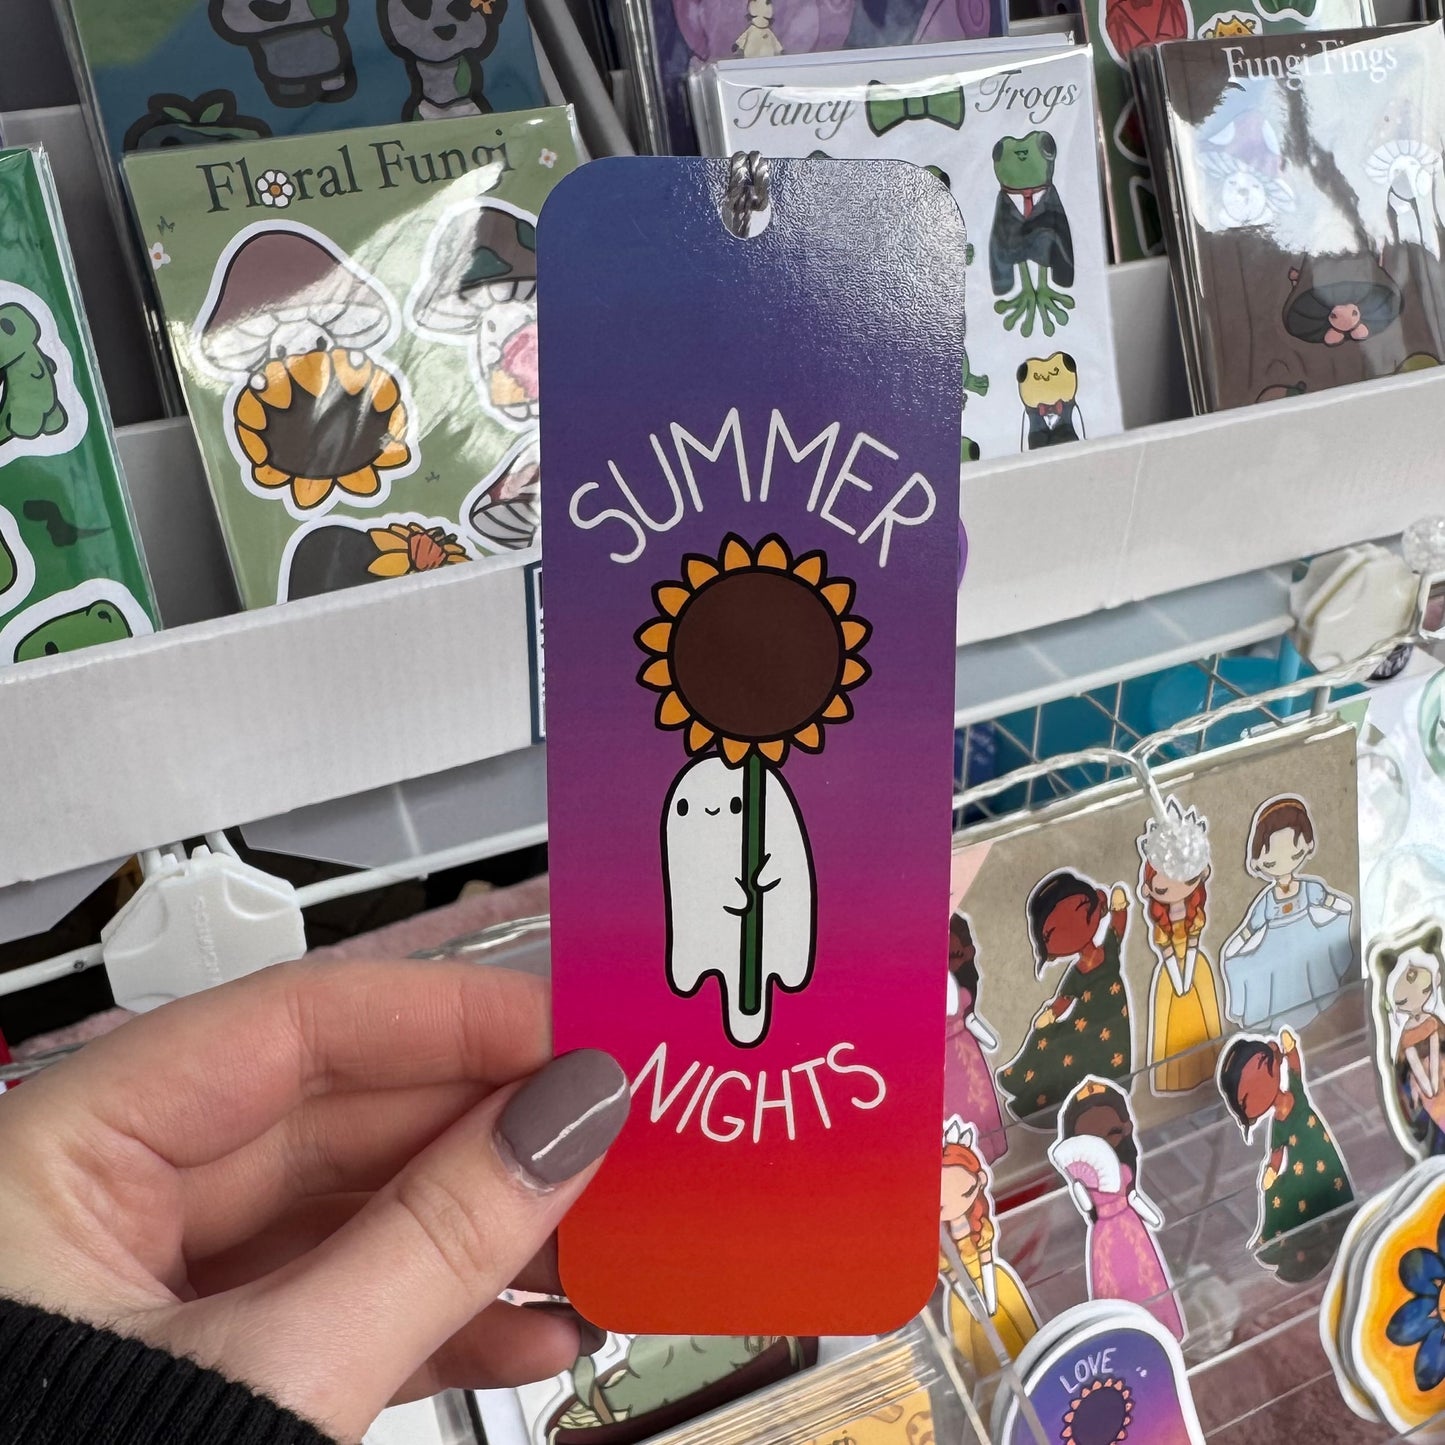 Floral Fungi
Fancy Frogs
Fungi Fings
SUMMER
NIGHTS
LOVE